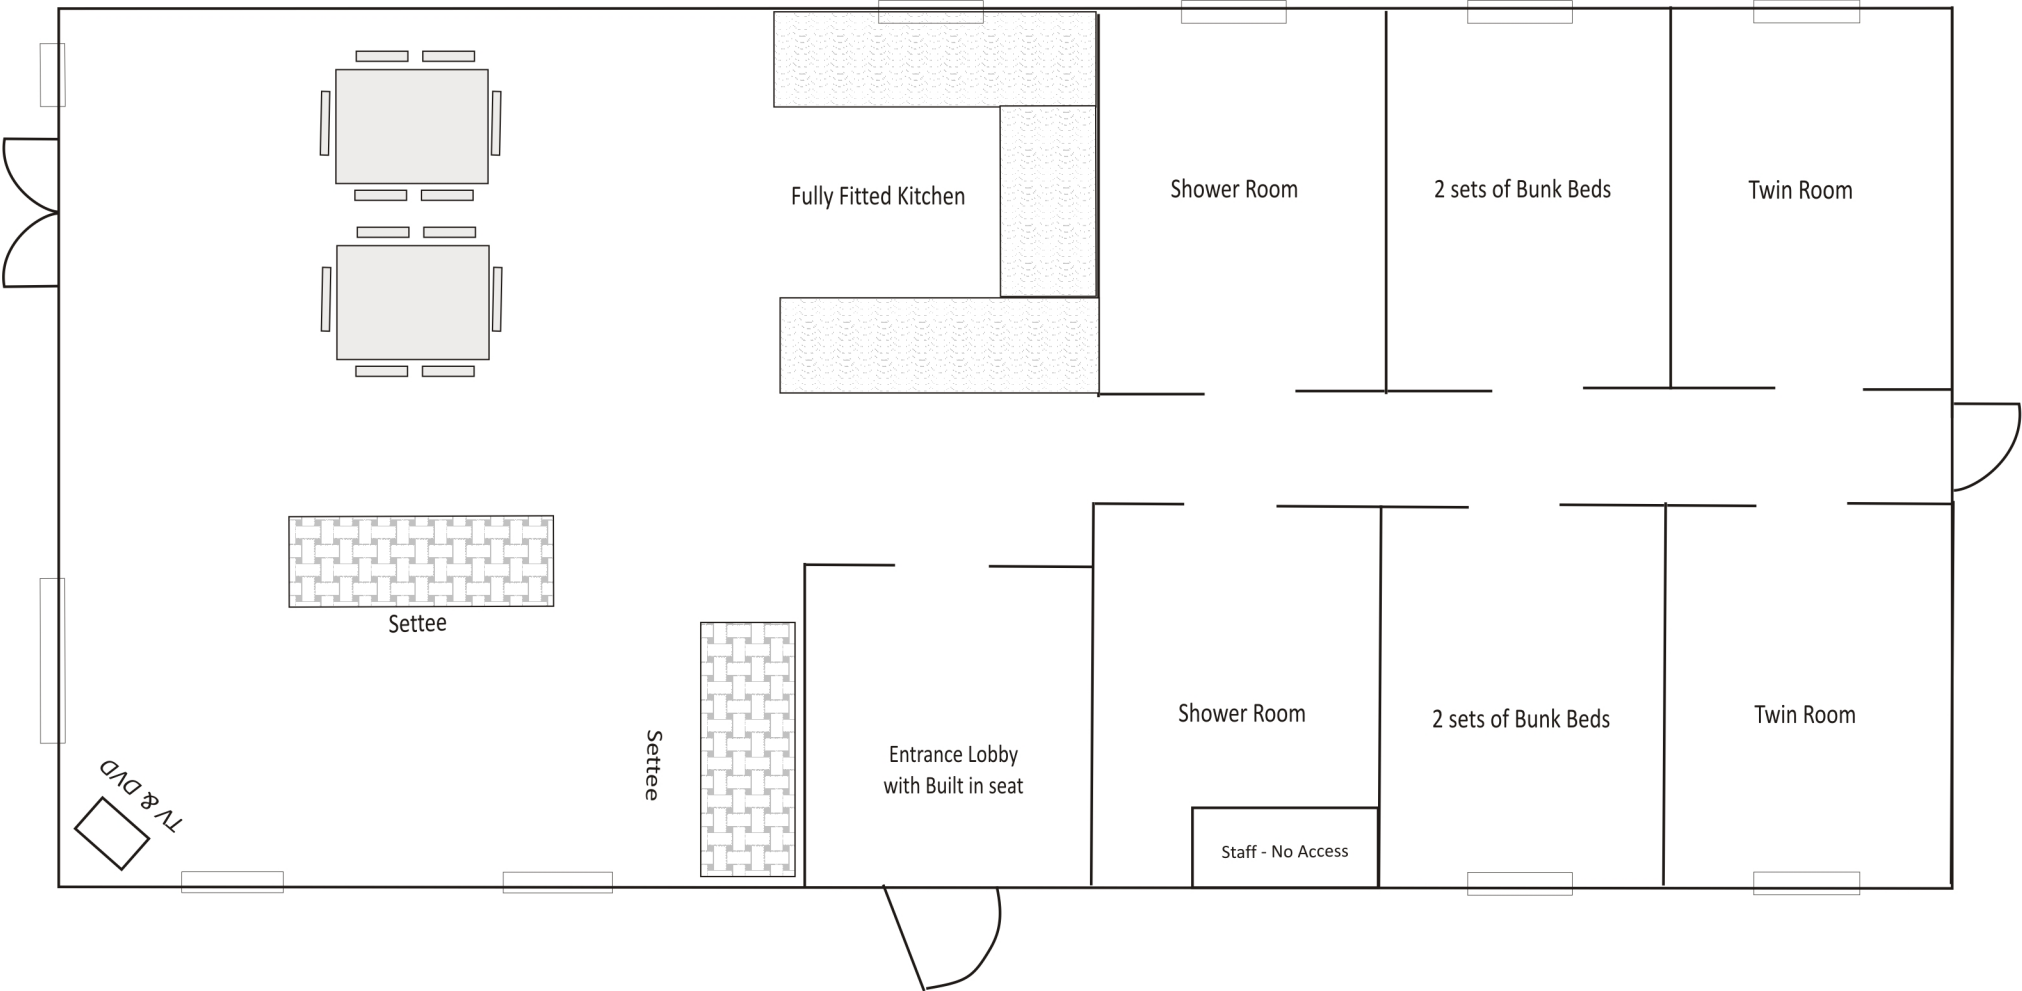 Fully Fitted Kitchen
Shower Room
2 sets of Bunk Beds
Twin Room
Settee
Settee
TV & DVD
Entrance Lobby
with Built in seat
Shower Room
2 sets of Bunk Beds
Twin Room
Staff - No Access